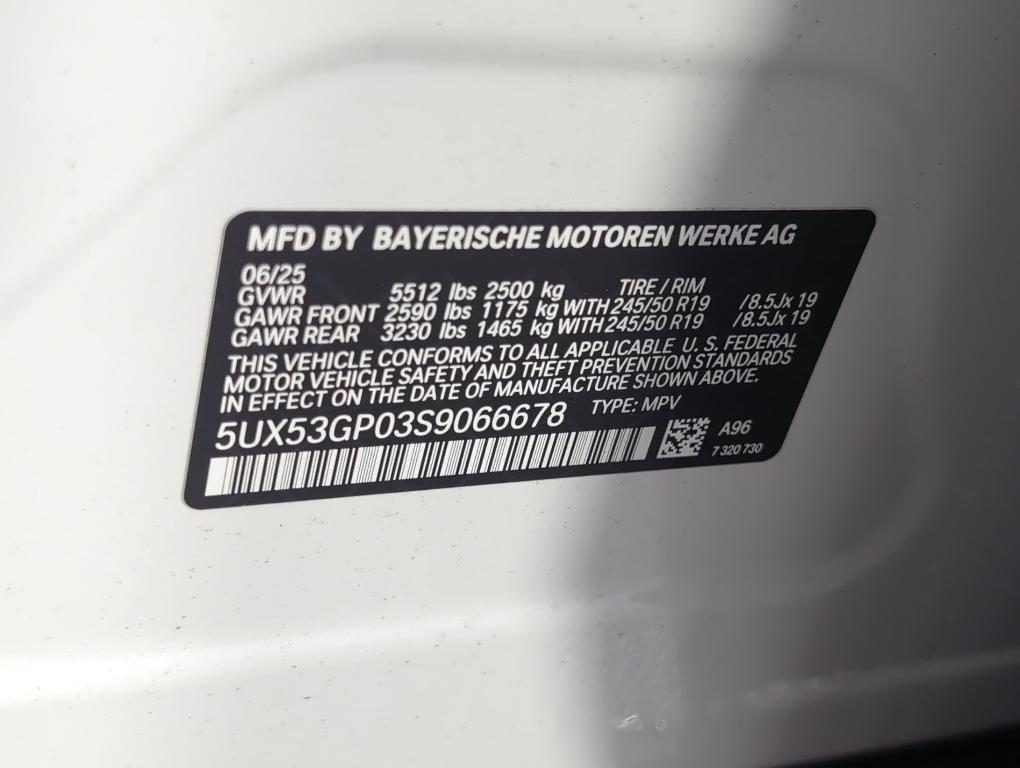 MFD BY BAYERISCHE MOTOREN WERKE AG
06/25
GVWR 5512 lbs 2500 kg TIRE / RIM
GAWR FRONT 2590 lbs 1175 kg WITH 245/50 R19 /8.5Jx 19
GAWR REAR 3230 lbs 1465 kg WITH 245/50 R19 /8.5Jx 19
THIS VEHICLE CONFORMS TO ALL APPLICABLE U. S. FEDERAL
MOTOR VEHICLE SAFETY AND THEFT PREVENTION STANDARDS
IN EFFECT ON THE DATE OF MANUFACTURE SHOWN ABOVE.
5UX53GP03S9066678 TYPE: MPV
A96
7 320 730